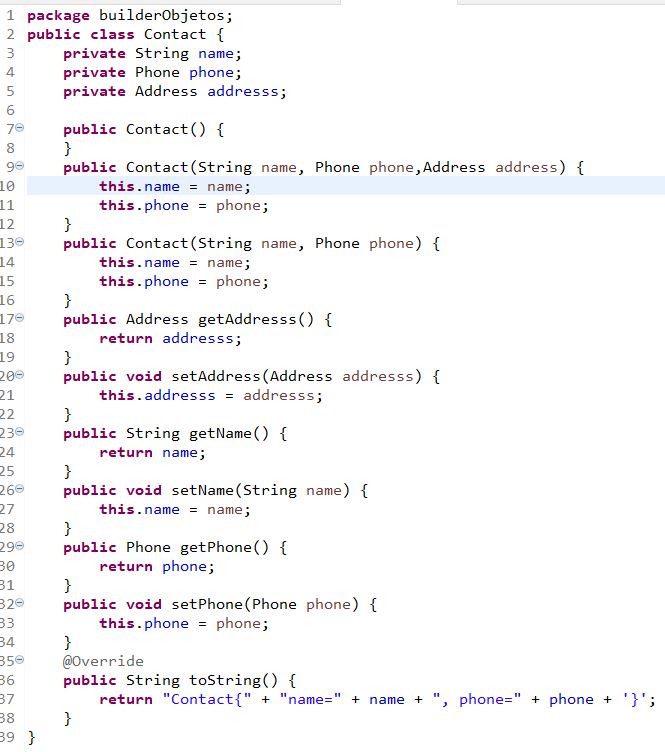 1 package builderObjetos;
2 public class Contact {
3     private String name;
4     private Phone phone;
5     private Address addresss;
6
7     public Contact() {
8     }
9     public Contact(String name, Phone phone,Address address) {
10         this.name = name;
11         this.phone = phone;
12     }
13     public Contact(String name, Phone phone) {
14         this.name = name;
15         this.phone = phone;
16     }
17     public Address getAddresss() {
18         return addresss;
19     }
20     public void setAddress(Address addresss) {
21         this.addresss = addresss;
22     }
23     public String getName() {
24         return name;
25     }
26     public void setName(String name) {
27         this.name = name;
28     }
29     public Phone getPhone() {
30         return phone;
31     }
32     public void setPhone(Phone phone) {
33         this.phone = phone;
34     }
35     @Override
36     public String toString() {
37         return "Contact{" + "name=" + name + ", phone=" + phone + '}';
38     }
39 }